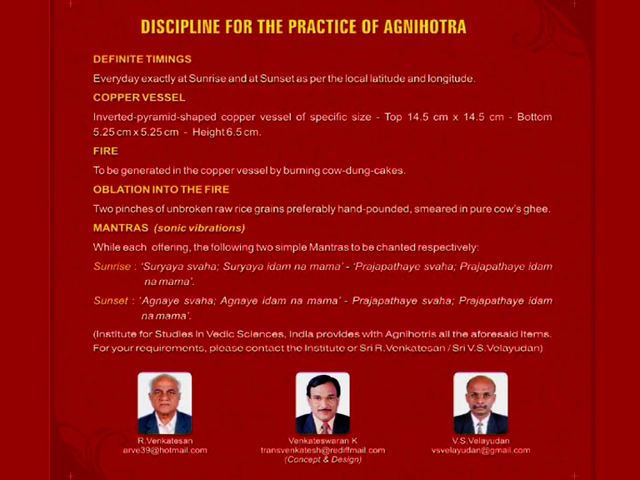 DISCIPLINE FOR THE PRACTICE OF AGNIHOTRA
DEFINITE TIMINGS
Everyday exactly at Sunrise and at Sunset as per the local latitude and longitude.
COPPER VESSEL
Inverted-pyramid-shaped copper vessel of specific size - Top 14.5 cm x 14.5 cm - Bottom
5.25 cm x 5.25 cm - Height 6.5 cm.
FIRE
To be generated in the copper vessel by burning cow-dung-cakes.
OBLATION INTO THE FIRE
Two pinches of unbroken raw rice grains preferably hand-pounded, smeared in pure cow's ghee.
MANTRAS (sonic vibrations)
While each offering, the following two simple Mantras to be chanted respectively:
Sunrise : 'Suryaya svaha; Suryaya idam na mama' - 'Prajapathaye svaha; Prajapathaye idam
na mama'.
Sunset : 'Agnaye svaha; Agnaye idam na mama' - Prajapathaye svaha; Prajapathaye idam
na mama'.
(Institute for Studies in Vedic Sciences, India provides with Agnihotris all the aforesaid items.
For your requirements, please contact the Institute or Sri R.Venkatesan / Sri V.S.Velayudan)
R.Venkatesan
arve39@hotmail.com
Venkateswaran K
transvenkatesh@rediffmail.com
(Concept & Design)
V.S.Velayudan
vsvelayudan@gmail.com